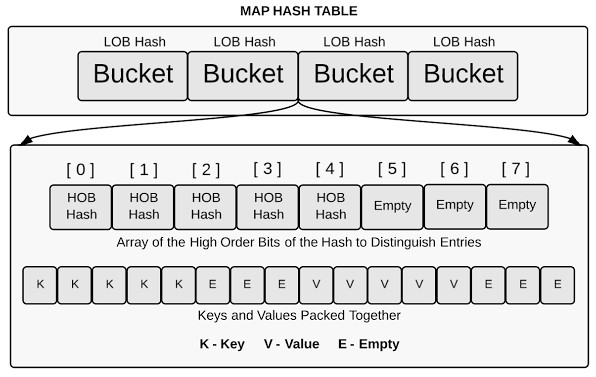 MAP HASH TABLE
LOB Hash LOB Hash LOB Hash LOB Hash
Bucket Bucket Bucket Bucket
[ 0 ] [ 1 ] [ 2 ] [ 3 ] [ 4 ] [ 5 ] [ 6 ] [ 7 ]
HOB HOB HOB HOB HOB
Hash Hash Hash Hash Hash Empty Empty Empty
Array of the High Order Bits of the Hash to Distinguish Entries
K K K K K E E E V V V V V E E E
Keys and Values Packed Together
K - Key V - Value E - Empty